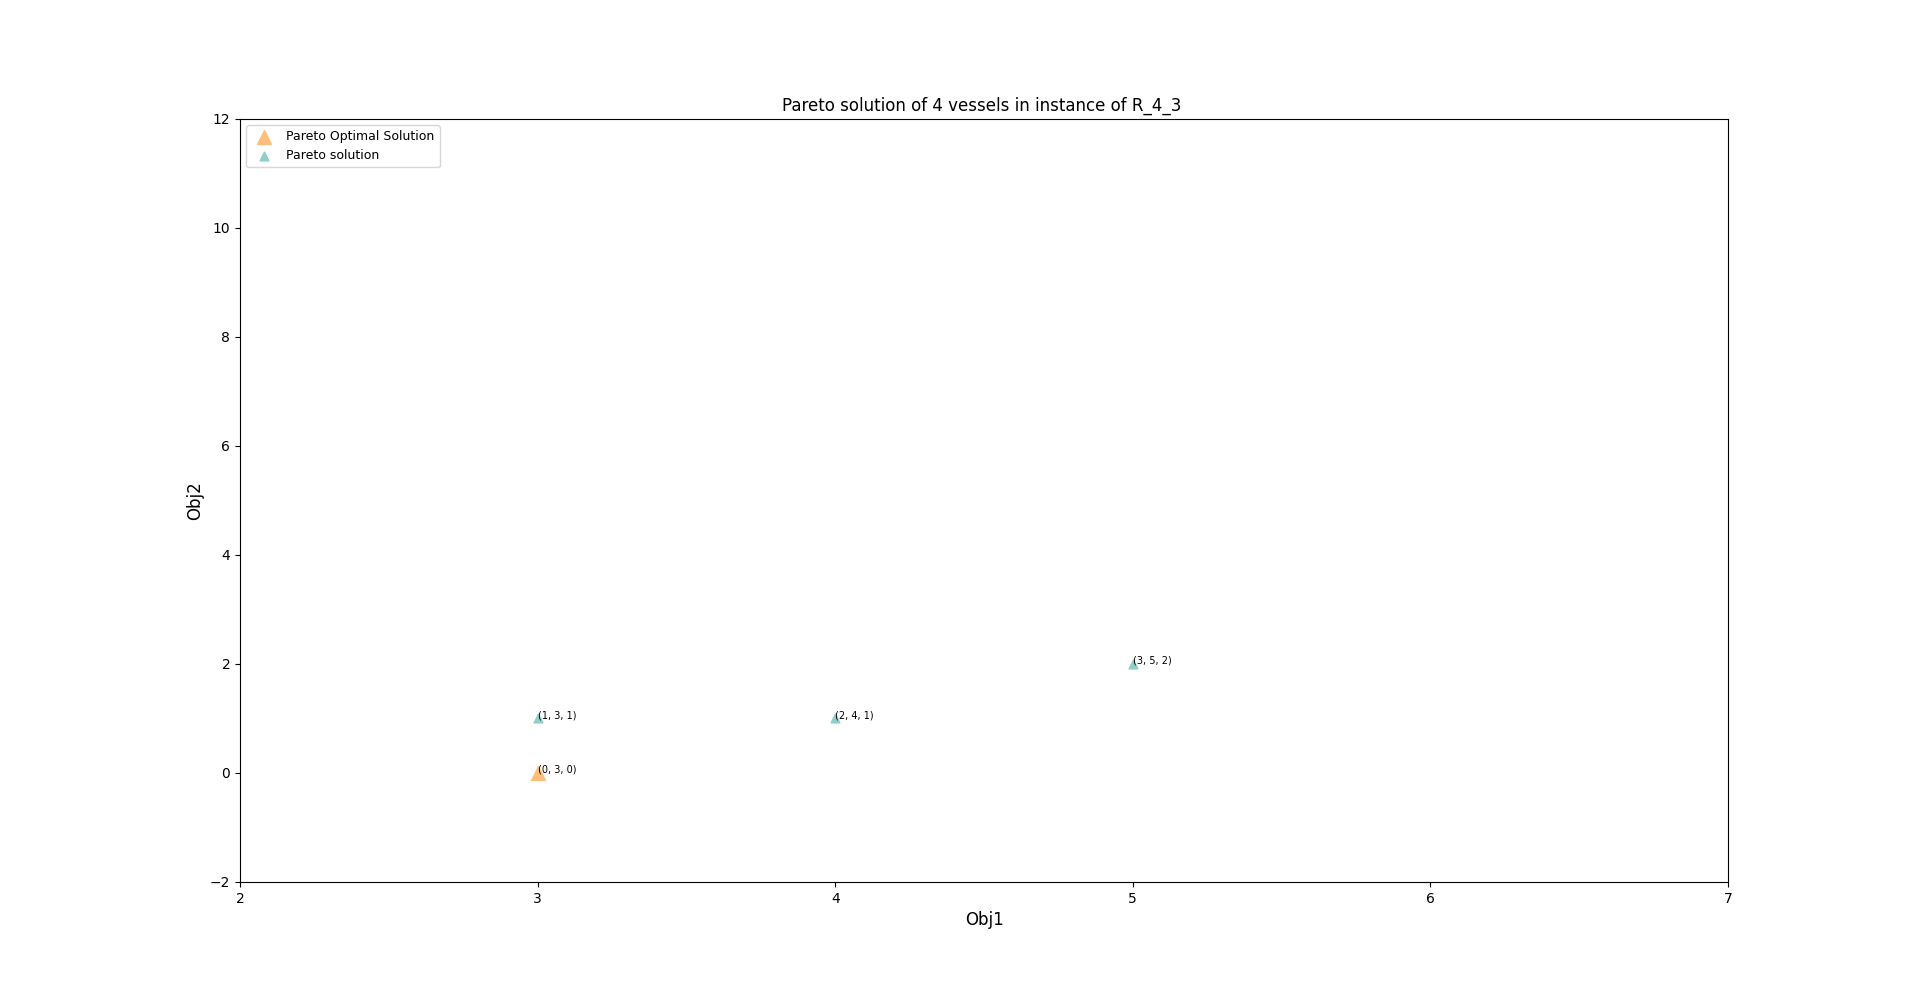 Pareto solution of 4 vessels in instance of R_4_3
12
Pareto Optimal Solution
Pareto solution
10
8
6
Obj2
4
2
(3, 5, 2)
(1, 3, 1)
(2, 4, 1)
0
(0, 3, 0)
−2
2
3
4
5
6
7
Obj1